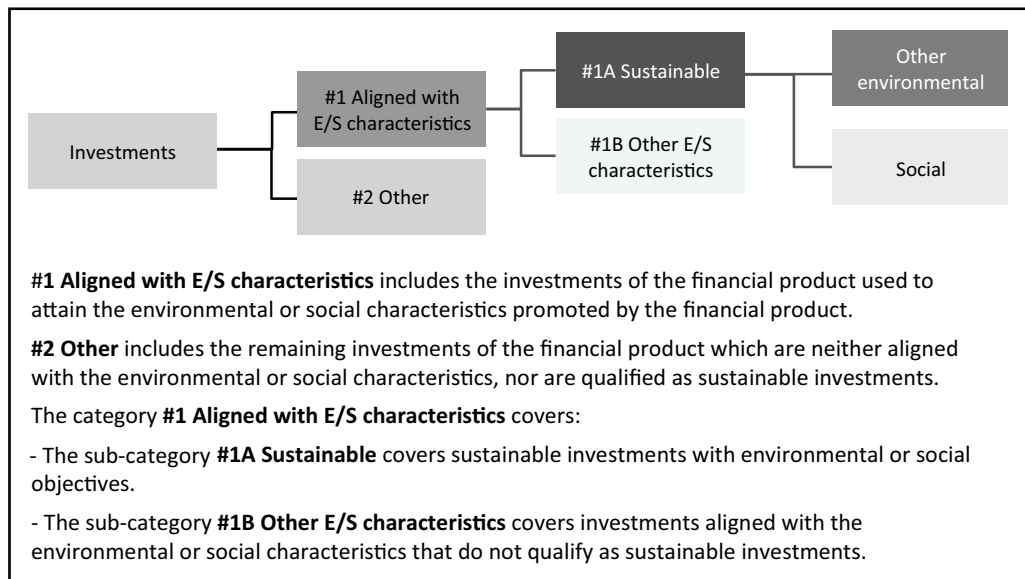 Investments
#1 Aligned with
E/S characteristics
#2 Other
#1A Sustainable
#1B Other E/S
characteristics
Other
environmental
Social
#1 Aligned with E/S characteristics includes the investments of the financial product used to
attain the environmental or social characteristics promoted by the financial product.
#2 Other includes the remaining investments of the financial product which are neither aligned
with the environmental or social characteristics, nor are qualified as sustainable investments.
The category #1 Aligned with E/S characteristics covers:
- The sub-category #1A Sustainable covers sustainable investments with environmental or social
objectives.
- The sub-category #1B Other E/S characteristics covers investments aligned with the
environmental or social characteristics that do not qualify as sustainable investments.